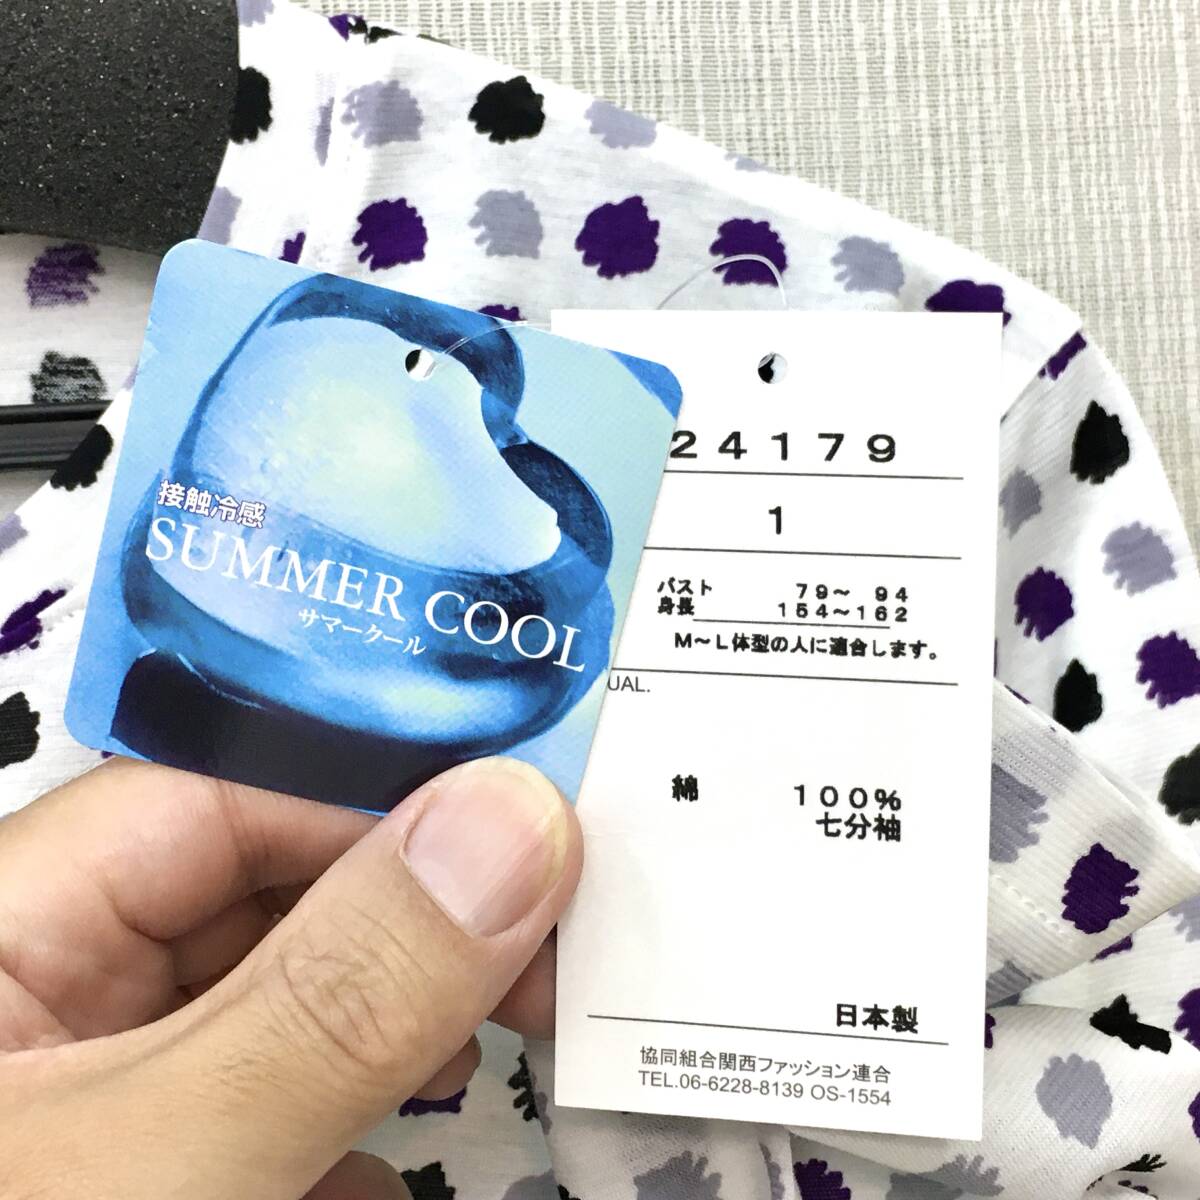 接触冷感
SUMMER COOL
サマークール
24179
1
バスト 79～ 94
身長 154～162
M～L体型の人に適合します。
UAL.
綿 100%
七分袖
日本製
協同組合関西ファッション連合
TEL.06-6228-8139 OS-1554